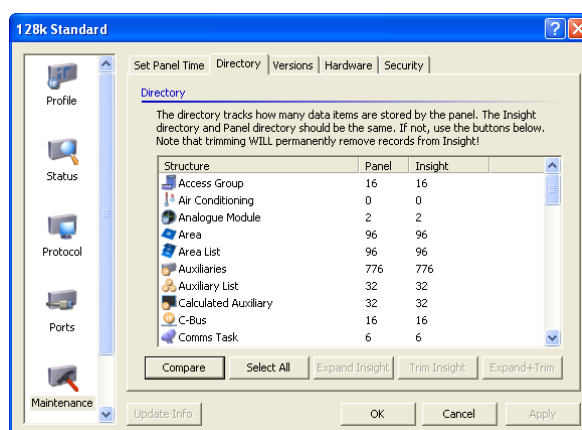 128k Standard
Profile
Status
Protocol
Ports
Maintenance
Set Panel Time Directory Versions Hardware Security
Directory
The directory tracks how many data items are stored by the panel. The Insight
directory and Panel directory should be the same. If not, use the buttons below.
Note that trimming WILL permanently remove records from Insight!
Structure Panel Insight
Access Group 16 16
Air Conditioning 0 0
Analogue Module 2 2
Area 96 96
Area List 96 96
Auxiliaries 776 776
Auxiliary List 32 32
Calculated Auxiliary 32 32
C-Bus 16 16
Comms Task 6 6
Compare Select All Expand Insight Trim Insight Expand+Trim
Update Info OK Cancel Apply